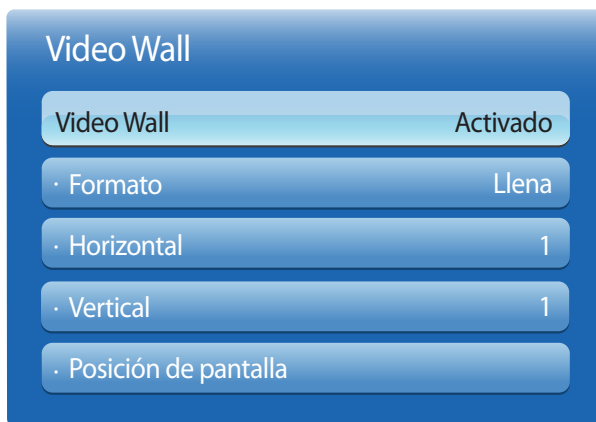 Video Wall
Video Wall Activado
· Formato Llena
· Horizontal 1
· Vertical 1
· Posición de pantalla